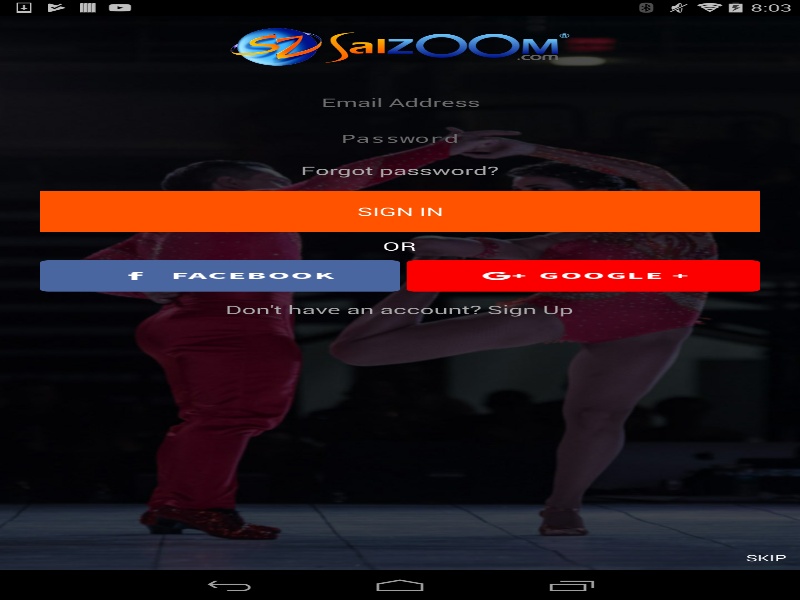 8:03
SZ SalzOOM®
.com
Email Address
Password
Forgot password?
SIGN IN
OR
f FACEBOOK
G+ GOOGLE +
Don't have an account? Sign Up
SKIP